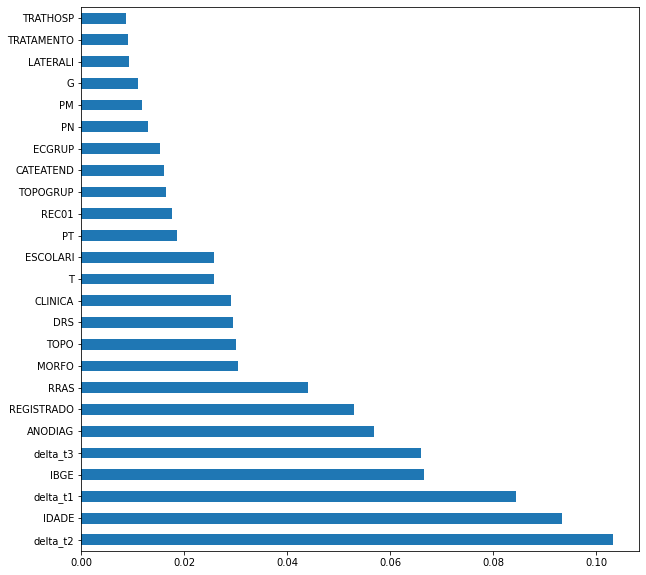 TRATHOSP
TRATAMENTO
LATERALI
G
PM
PN
ECGRUP
CATEATEND
TOPOGRUP
REC01
PT
ESCOLARI
T
CLINICA
DRS
TOPO
MORFO
RRAS
REGISTRADO
ANODIAG
delta_t3
IBGE
delta_t1
IDADE
delta_t2
0.00 0.02 0.04 0.06 0.08 0.10